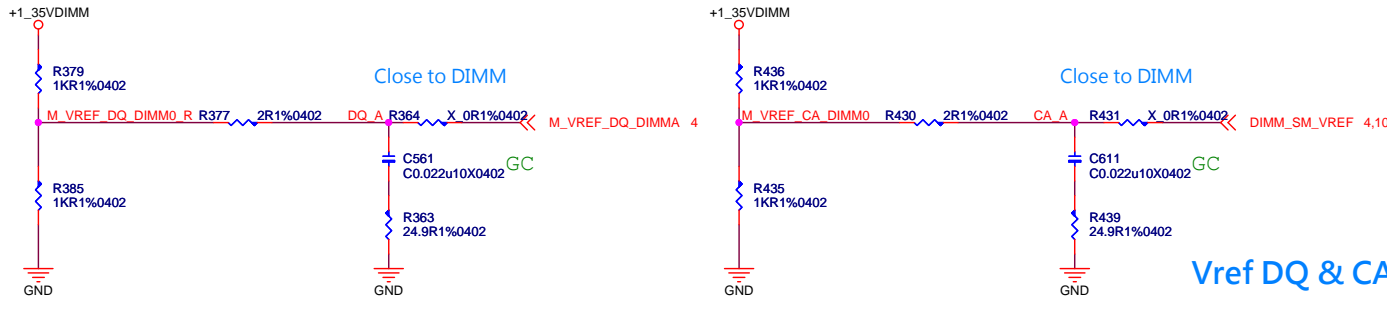 +1_35VDIMM
R379
1KR1%0402
Close to DIMM
M_VREF_DQ_DIMM0_R R377 2R1%0402 DQ_A R364 X_0R1%0402 M_VREF_DQ_DIMMA 4
C561
C0.022u10X0402 GC
R385
1KR1%0402
R363
24.9R1%0402
GND
GND
+1_35VDIMM
R436
1KR1%0402
Close to DIMM
M_VREF_CA_DIMM0 R430 2R1%0402 CA_A R431 X_0R1%0402 DIMM_SM_VREF 4,10
C611
C0.022u10X0402 GC
R435
1KR1%0402
R439
24.9R1%0402
GND
GND
Vref DQ & CA